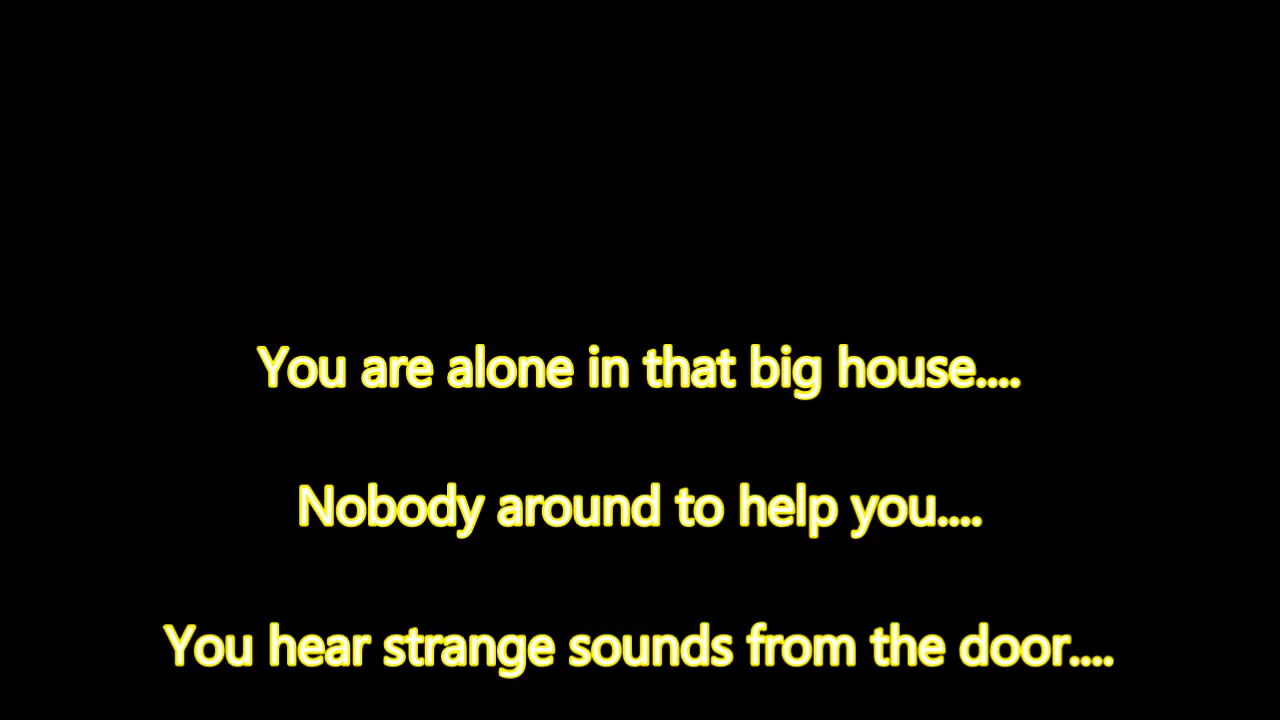 You are alone in that big house....
Nobody around to help you....
You hear strange sounds from the door....